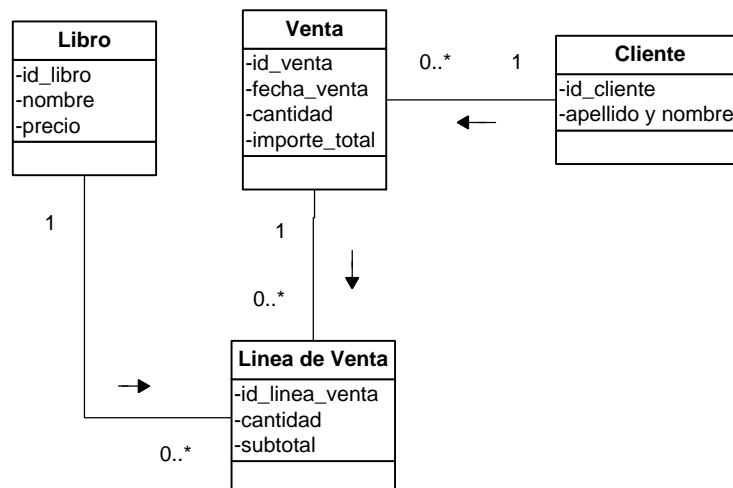 Libro
-id_libro
-nombre
-precio
Venta
-id_venta
-fecha_venta
-cantidad
-importe_total
0..*
1
Cliente
-id_cliente
-apellido y nombre
1
1
0..*
Linea de Venta
-id_linea_venta
-cantidad
-subtotal
0..*